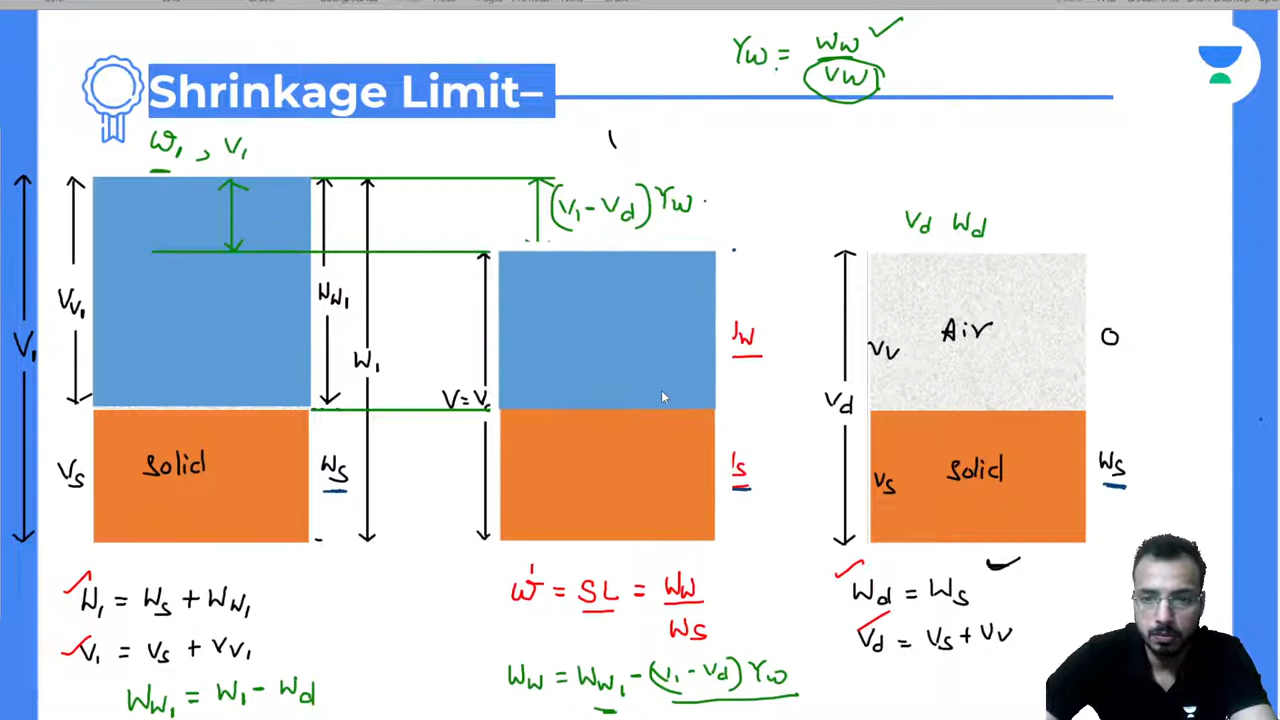 γw = Ww / Vw
Shrinkage Limit–
W1 , V1
(V1 - Vd) γw
Vd Wd
VV1
WW1
Air
VV
0
W1
V1
Vd
Solid
VS
WS
Solid
VS
WS
W1 = WS + WW1
w' = SL = WW / WS
Wd = WS
V1 = VS + VV1
Vd = VS + VV
WW = WW1 - (V1 - Vd) γw
WW1 = W1 - Wd